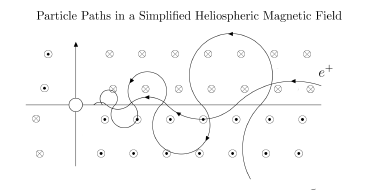 Particle Paths in a Simplified Heliospheric Magnetic Field
e⁺